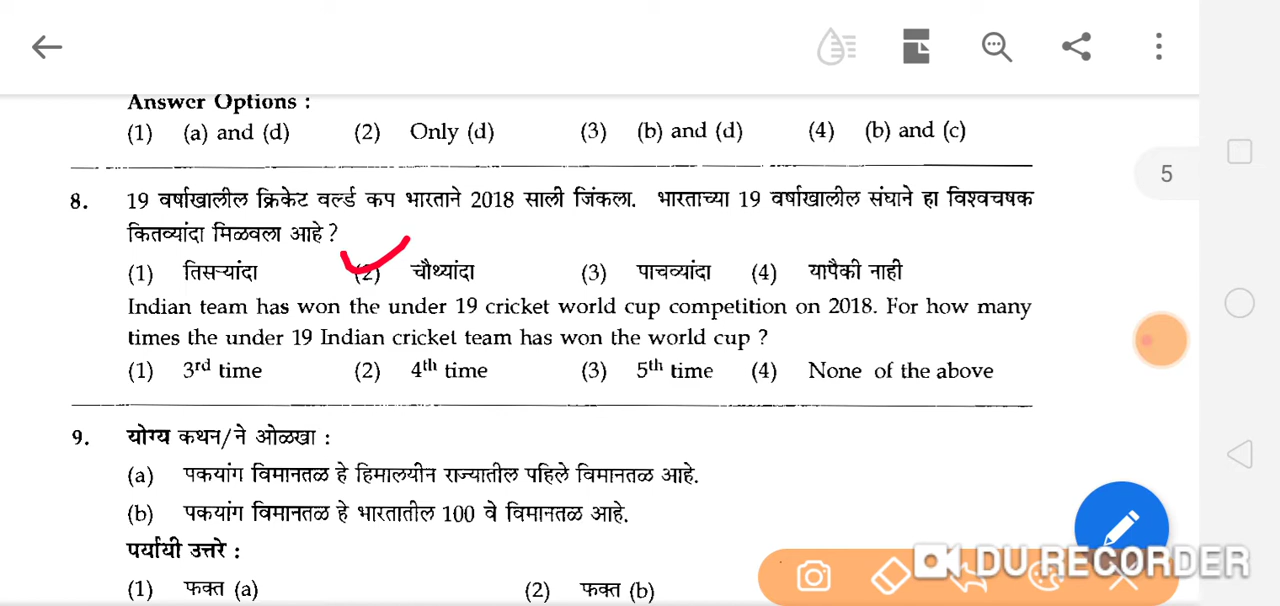 Answer Options :
(1) (a) and (d) (2) Only (d) (3) (b) and (d) (4) (b) and (c)
5
8. 19 वर्षाखालील क्रिकेट वर्ल्ड कप भारताने 2018 साली जिंकला. भारताच्या 19 वर्षाखालील संघाने हा विश्वचषक
कितव्यांदा मिळवला आहे ?
(1) तिसऱ्यांदा (2) चौथ्यांदा (3) पाचव्यांदा (4) यापैकी नाही
Indian team has won the under 19 cricket world cup competition on 2018. For how many
times the under 19 Indian cricket team has won the world cup ?
(1) 3rd time (2) 4th time (3) 5th time (4) None of the above
9. योग्य कथन/ने ओळखा :
(a) पकयांग विमानतळ हे हिमालयीन राज्यातील पहिले विमानतळ आहे.
(b) पकयांग विमानतळ हे भारतातील 100 वे विमानतळ आहे.
पर्यायी उत्तरे :
(1) फक्त (a) (2) फक्त (b)
DU RECORDER